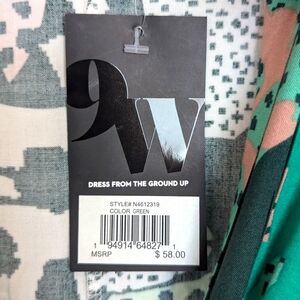 9W
DRESS FROM THE GROUND UP
STYLE# N4612319
COLOR: GREEN
1 94914 64827 1
MSRP $ 58.00